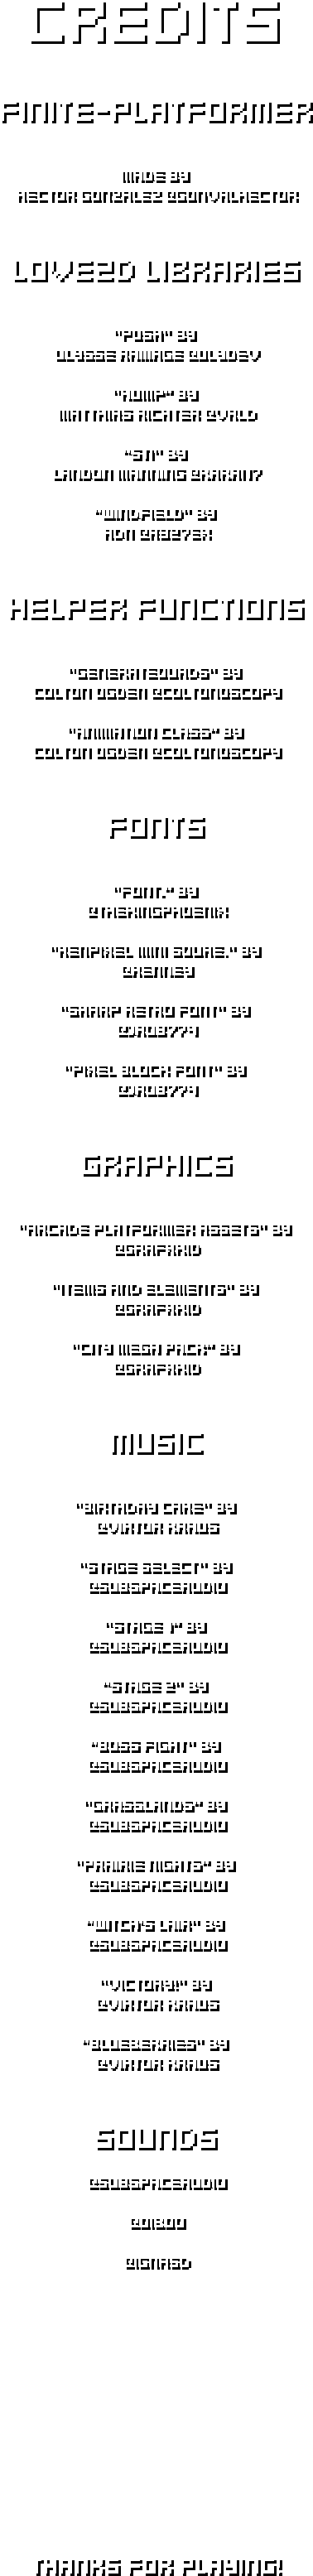 CREDITS
FINITE-PLATFORMER
MADE BY
HECTOR GONZALEZ @GONVALHECTOR
LOVE2D LIBRARIES
"PUSH" BY
ULYSSE RAMAGE @ULYDEV
"HUMP" BY
MATTHIAS RICHTER @VRLD
"STI" BY
LANDON MANNING @KARAI17
"WINDFIELD" BY
ADN @A327EX
HELPER FUNCTIONS
"GENERATEQUADS" BY
COLTON OGDEN @COLTONOSCOPY
"ANIMATION CLASS" BY
COLTON OGDEN @COLTONOSCOPY
FONTS
"FONT." BY
@THEKINGPHOENIX
"KENPIXEL MINI SQURE." BY
@KENNEY
"SHARP RETRO FONT" BY
@JROB774
"PIXEL BLOCK FONT" BY
@JROB774
GRAPHICS
"ARCADE PLATFORMER ASSETS" BY
@GRAFXKID
"ITEMS AND ELEMENTS" BY
@GRAFXKID
"CITY MEGA PACK" BY
@GRAFXKID
MUSIC
"BIRTHDAY CAKE" BY
@VIKTOR KRAUS
"STAGE SELECT" BY
@SUBSPACEAUDIO
"STAGE 1" BY
@SUBSPACEAUDIO
"STAGE 2" BY
@SUBSPACEAUDIO
"BOSS FIGHT" BY
@SUBSPACEAUDIO
"GRASSLANDS" BY
@SUBSPACEAUDIO
"PRAIRIE NIGHTS" BY
@SUBSPACEAUDIO
"WITCH'S LAIR" BY
@SUBSPACEAUDIO
"VICTORY!" BY
@VIKTOR KRAUS
"BLUEBERRIES" BY
@VIKTOR KRAUS
SOUNDS
@SUBSPACEAUDIO
@IGNASD
THANKS FOR PLAYING!